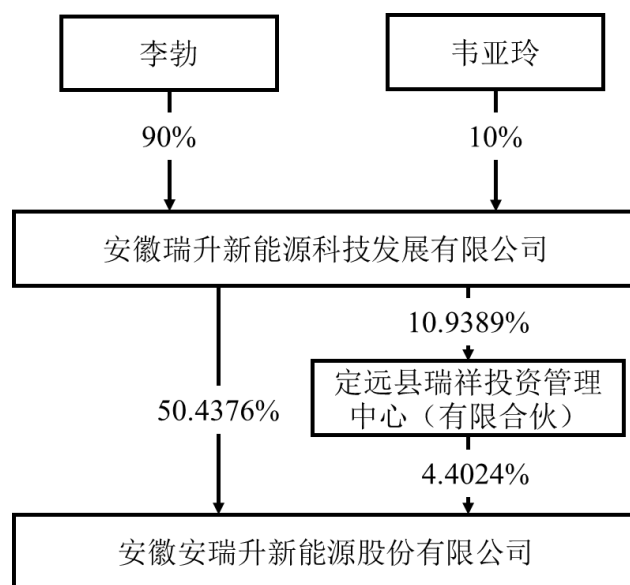 李勃
韦亚玲
90%
10%
安徽瑞升新能源科技发展有限公司
10.9389%
定远县瑞祥投资管理
中心（有限合伙）
50.4376%
4.4024%
安徽安瑞升新能源股份有限公司